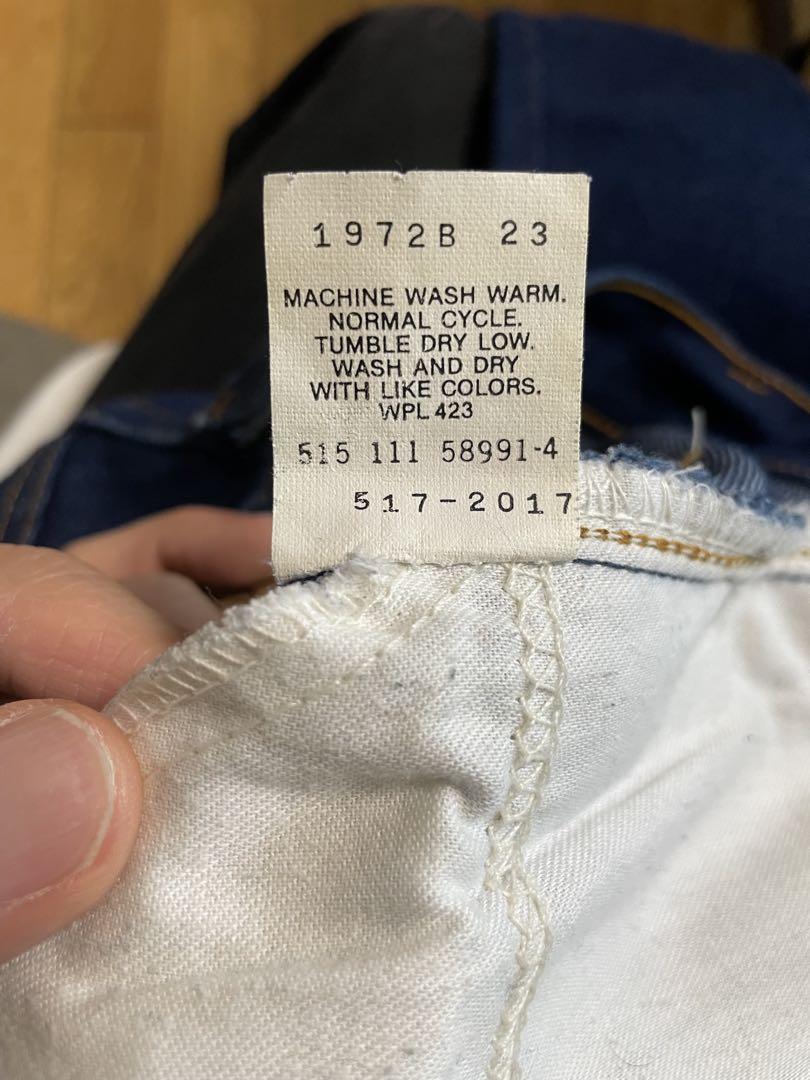 1972B 23
MACHINE WASH WARM.
NORMAL CYCLE.
TUMBLE DRY LOW.
WASH AND DRY
WITH LIKE COLORS.
WPL 423
515 111 58991-4
517-2017